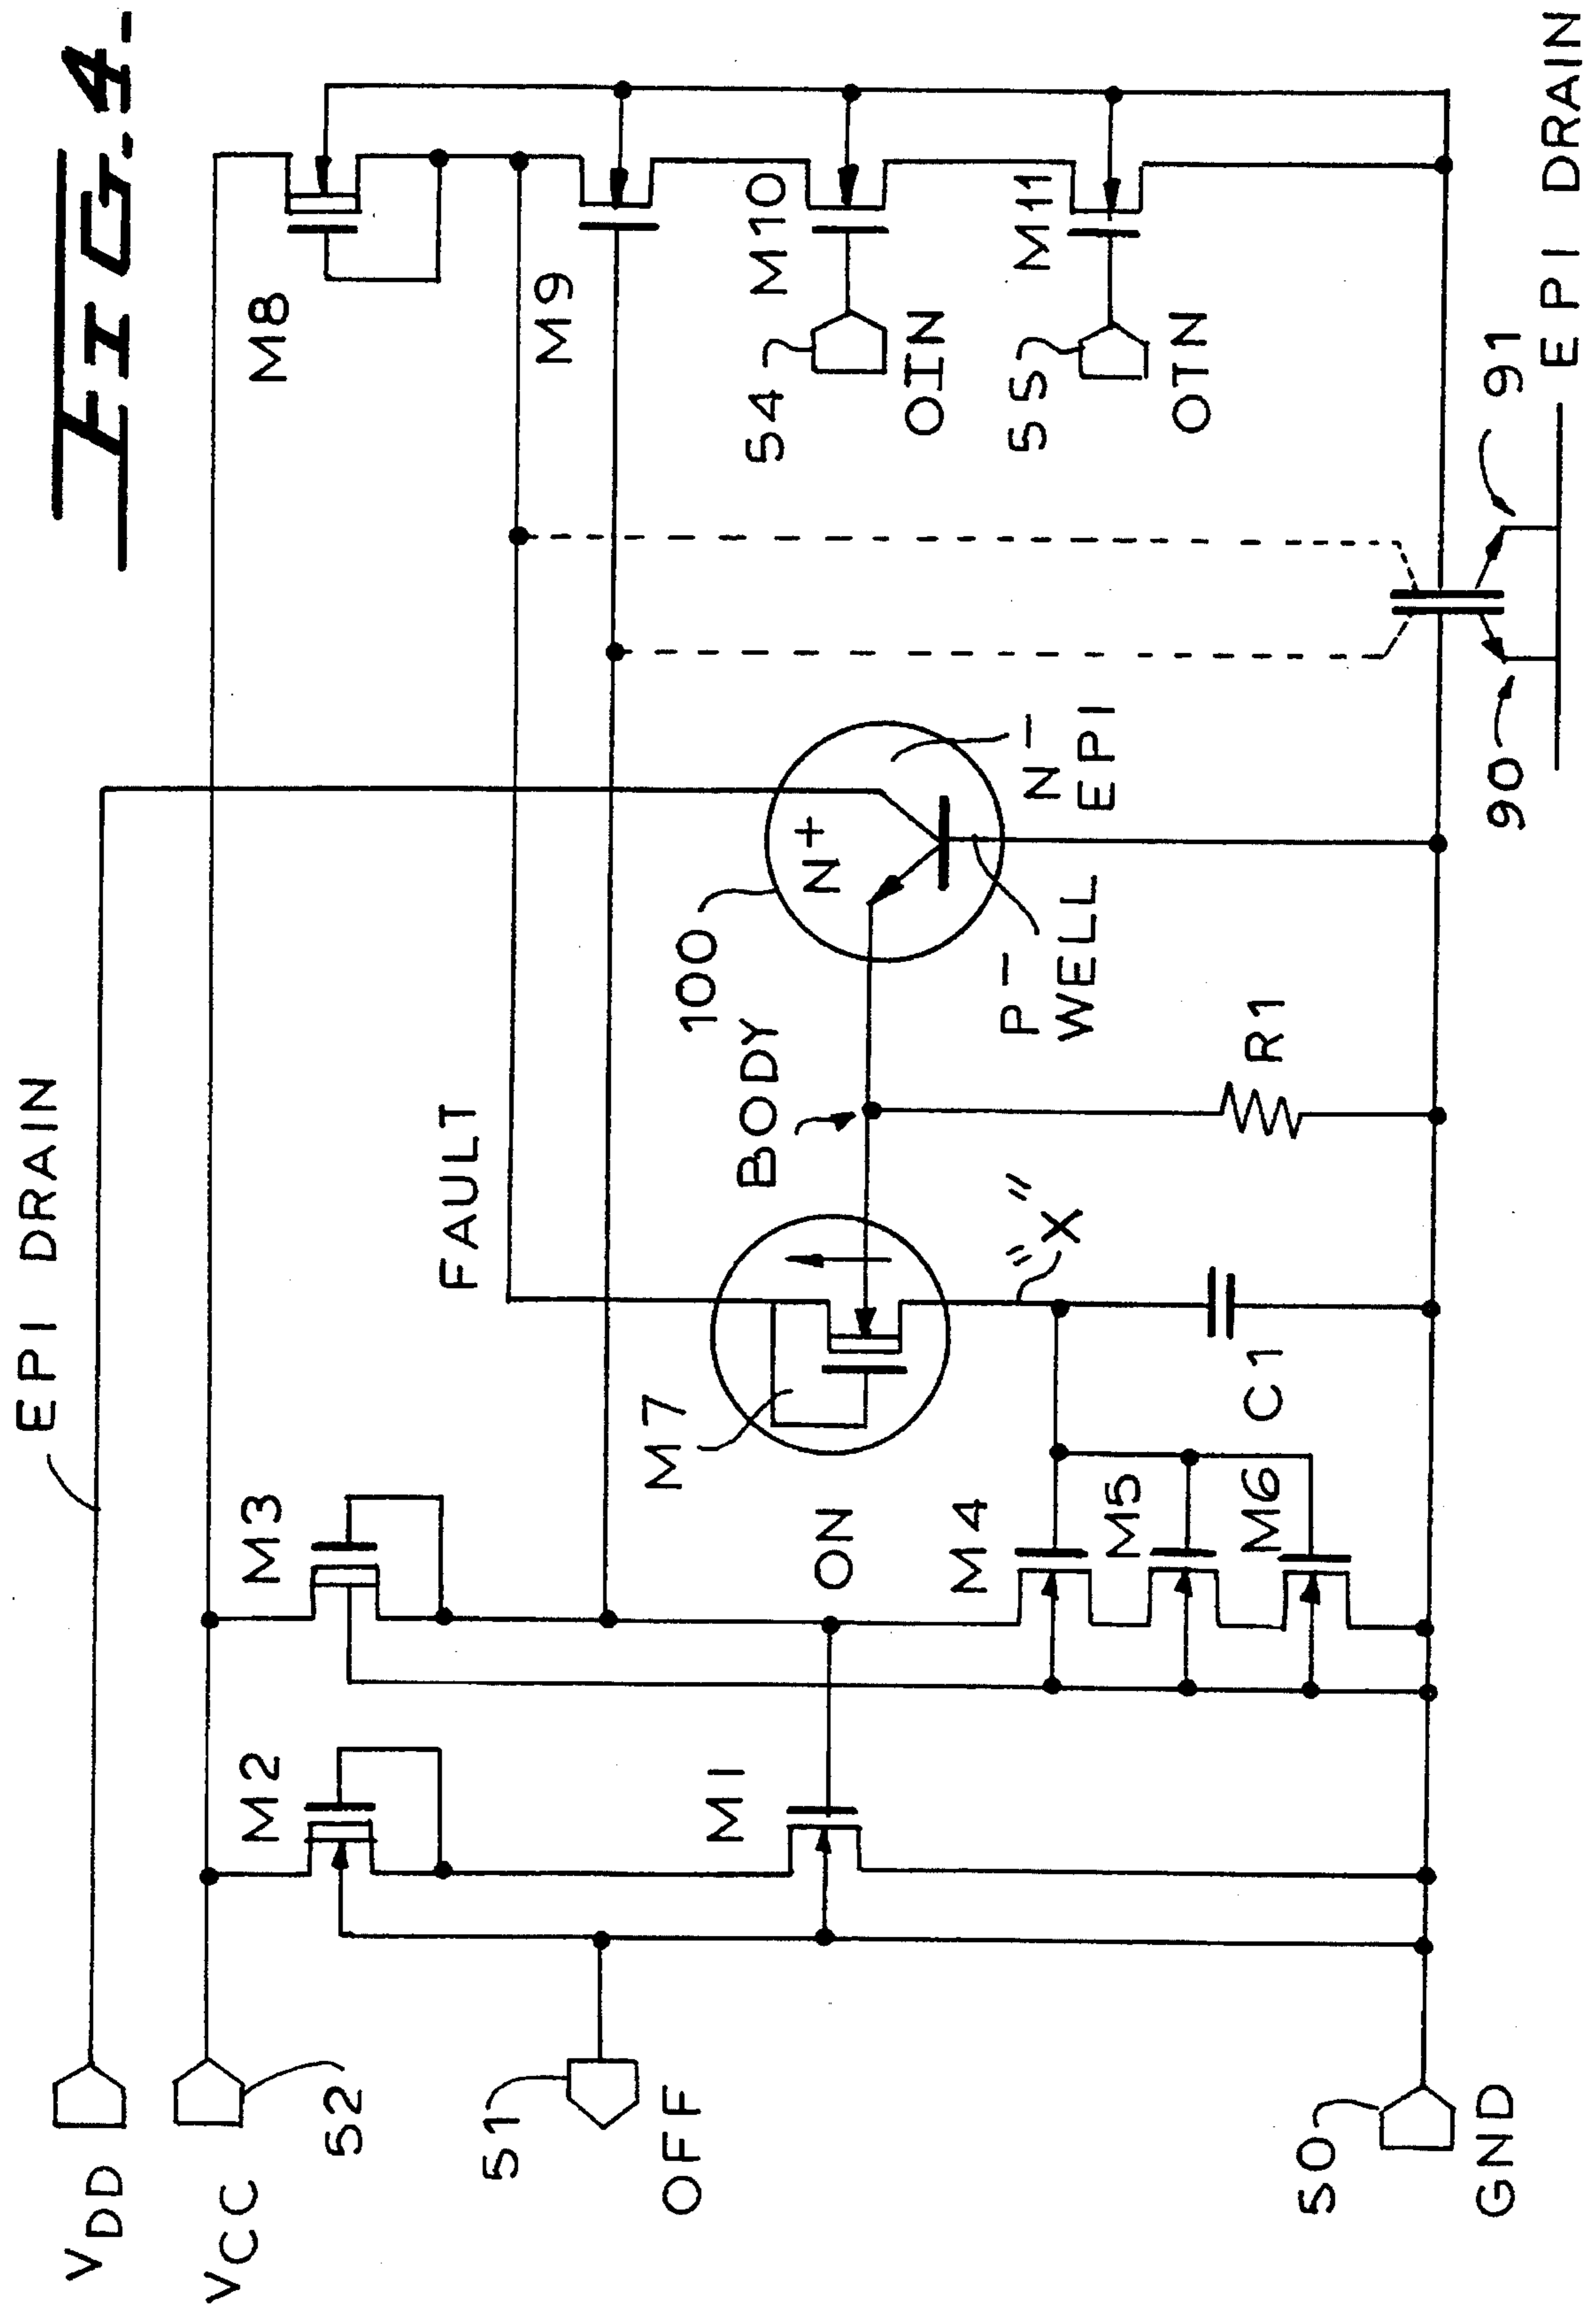 FIG. 4.
EPI DRAIN
VDD
VCC
52
M2
M3
M8
FAULT
M9
51
OFF
M1
ON
M7
BODY
100
N+
N-
EPI
P-
WELL
"X"
M4
M5
M6
C1
R1
M10
54
OIN
M11
55
OTN
50
GND
90
91
EPI DRAIN